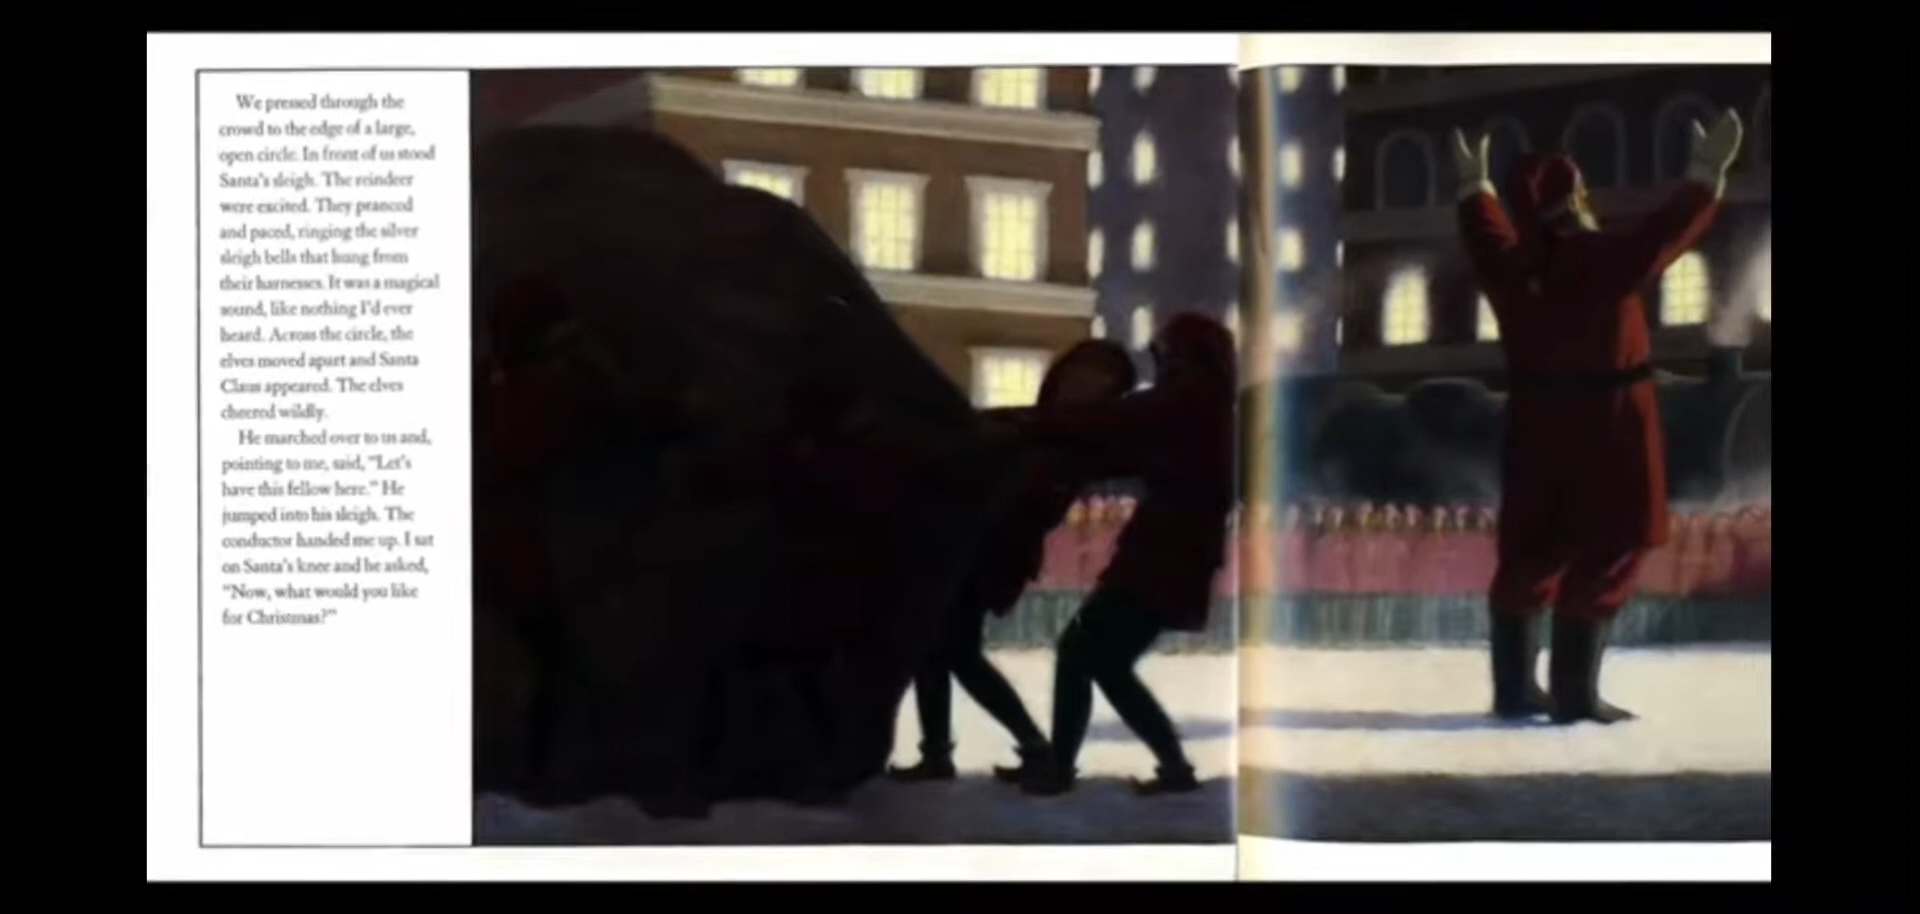 We pressed through the
crowd to the edge of a large,
open circle. In front of us stood
Santa's sleigh. The reindeer
were excited. They pranced
and paced, ringing the silver
sleigh bells that hung from
their harnesses. It was a magical
sound, like nothing I'd ever
heard. Across the circle, the
elves moved apart and Santa
Claus appeared. The elves
cheered wildly.
He marched over to us and,
pointing to me, said, "Let's
have this fellow here." He
jumped into his sleigh. The
conductor handed me up. I sat
on Santa's knee and he asked,
"Now, what would you like
for Christmas?"